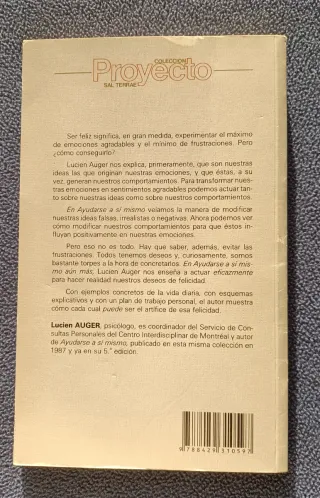 COLECCION
Proyecto
SAL TERRAE
Ser feliz significa, en gran medida, experimentar el máximo
de emociones agradables y el mínimo de frustraciones. Pero
¿cómo conseguirlo?
Lucien Auger nos explica, primeramente, que son nuestras
ideas las que originan nuestras emociones, y que éstas, a su
vez, generan nuestros comportamientos. Para transformar nues-
tras emociones en sentimientos agradables podemos actuar tan-
to sobre nuestras ideas como sobre nuestros comportamientos.
En Ayudarse a sí mismo veíamos la manera de modificar
nuestras ideas falsas, irrealistas o negativas. Ahora podemos ver
cómo modificar nuestros comportamientos para que éstos in-
fluyan positivamente en nuestras emociones.
Pero eso no es todo. Hay que saber, además, evitar las
frustraciones. Todos tenemos deseos y, curiosamente, somos
bastante torpes a la hora de concretarlos. En Ayudarse a sí mis-
mo aún más, Lucien Auger nos enseña a actuar eficazmente
para hacer realidad nuestros deseos de felicidad.
Con ejemplos concretos de la vida diaria, con esquemas
explicativos y con un plan de trabajo personal, el autor muestra
cómo cada cual puede ser el artífice de esa felicidad.
Lucien AUGER, psicólogo, es coordinador del Servicio de Con-
sultas Personales del Centro Interdisciplinar de Montréal y autor
de Ayudarse a sí mismo, publicado en esta misma colección en
1987 y ya en su 5.ª edición.
9 788429 310597